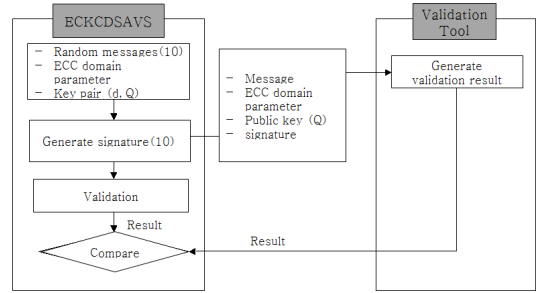 ECKCDSAVS
Validation
Tool
- Random messages(10)
- ECC domain
parameter
- Key pair (d,Q)
- Message
- ECC domain
parameter
- Public key (Q)
- signature
Generate
validation result
Generate signature(10)
Validation
Result
Compare
Result